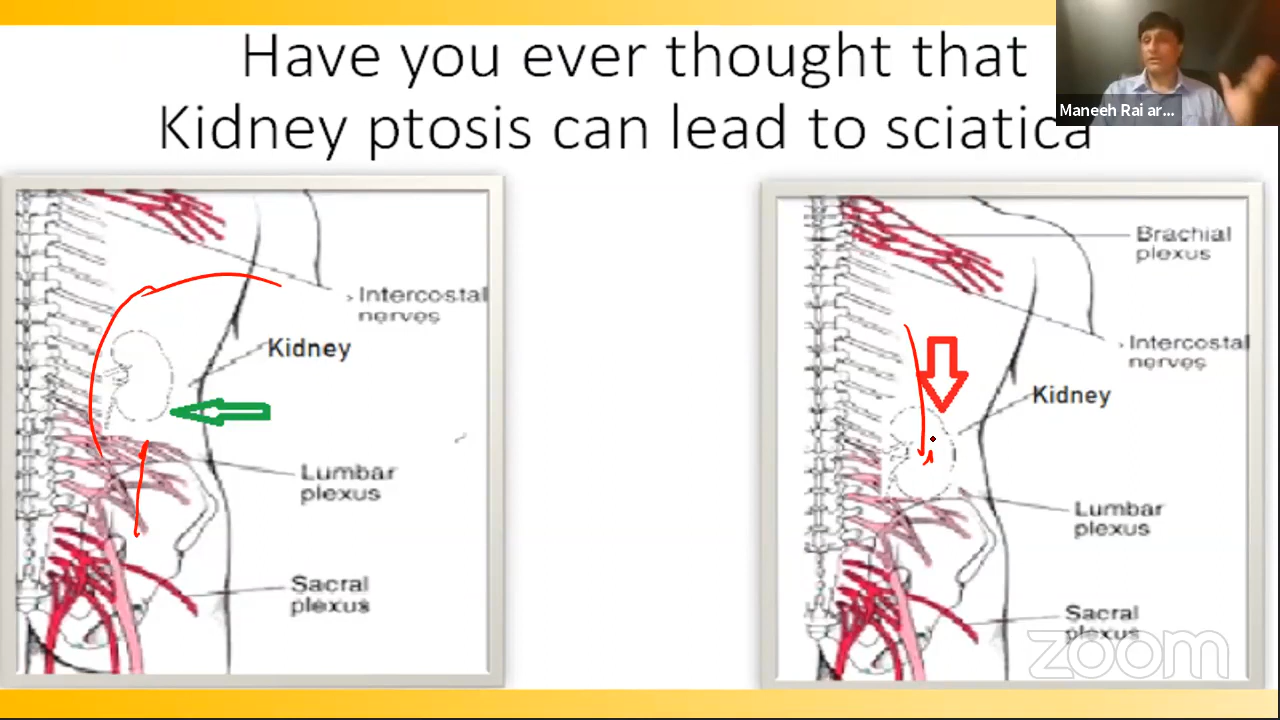 Have you ever thought that
Kidney ptosis can lead to sciatica
Maneeh Rai ar...
Intercostal
nerves
Kidney
Lumbar
plexus
Sacral
plexus
Brachial
plexus
Intercostal
nerves
Kidney
Lumbar
plexus
Sacral
plexus
zoom